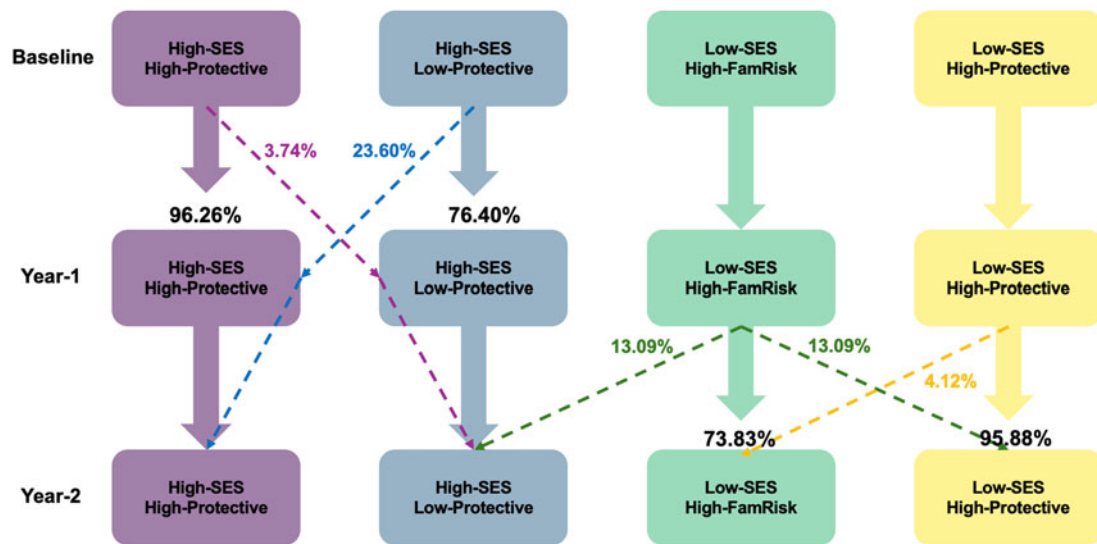 Baseline
High-SES
High-Protective
High-SES
Low-Protective
Low-SES
High-FamRisk
Low-SES
High-Protective
3.74%
23.60%
96.26%
76.40%
Year-1
High-SES
High-Protective
High-SES
Low-Protective
Low-SES
High-FamRisk
Low-SES
High-Protective
13.09%
13.09%
4.12%
73.83%
95.88%
Year-2
High-SES
High-Protective
High-SES
Low-Protective
Low-SES
High-FamRisk
Low-SES
High-Protective